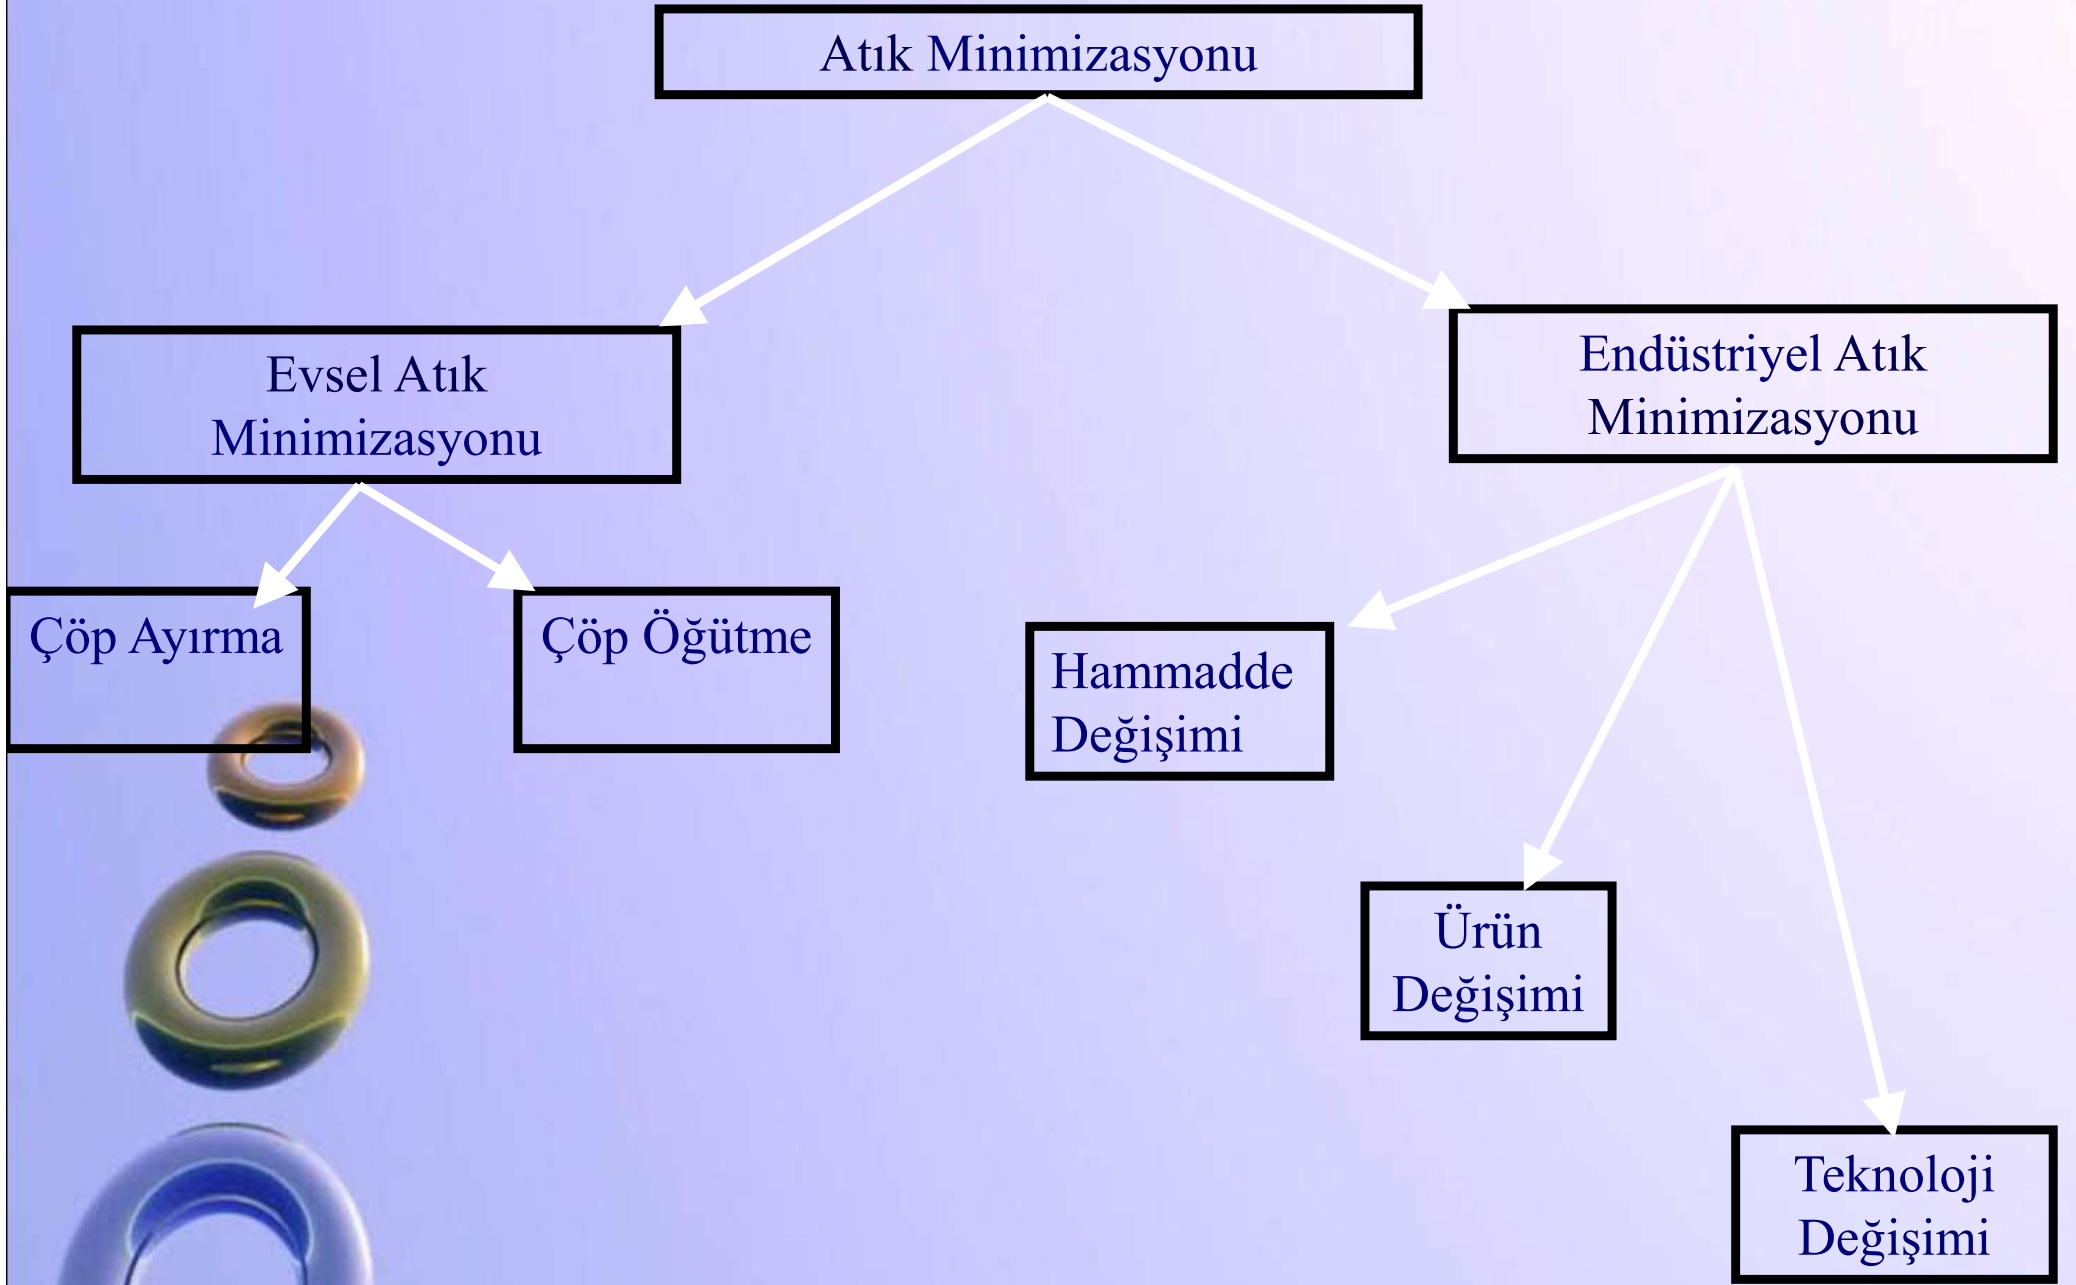 Atık Minimizasyonu
Evsel Atık
Minimizasyonu
Endüstriyel Atık
Minimizasyonu
Çöp Ayırma
Çöp Öğütme
Hammadde
Değişimi
Ürün
Değişimi
Teknoloji
Değişimi